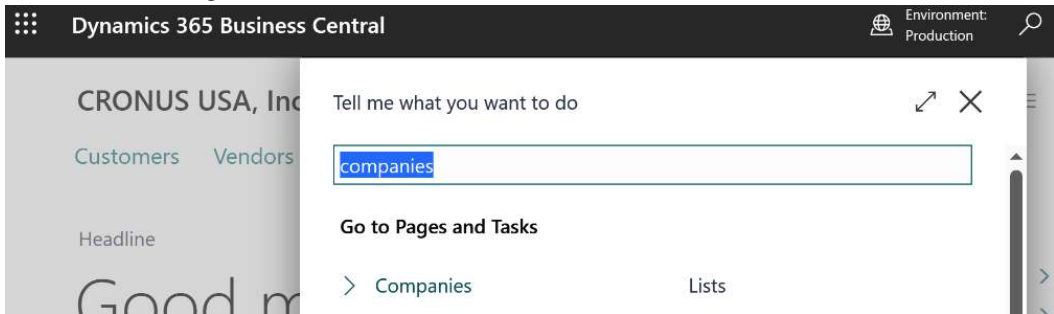 Dynamics 365 Business Central
Environment:
Production
CRONUS USA, Inc
Tell me what you want to do
Customers Vendors
companies
Go to Pages and Tasks
Headline
Companies Lists
Good m